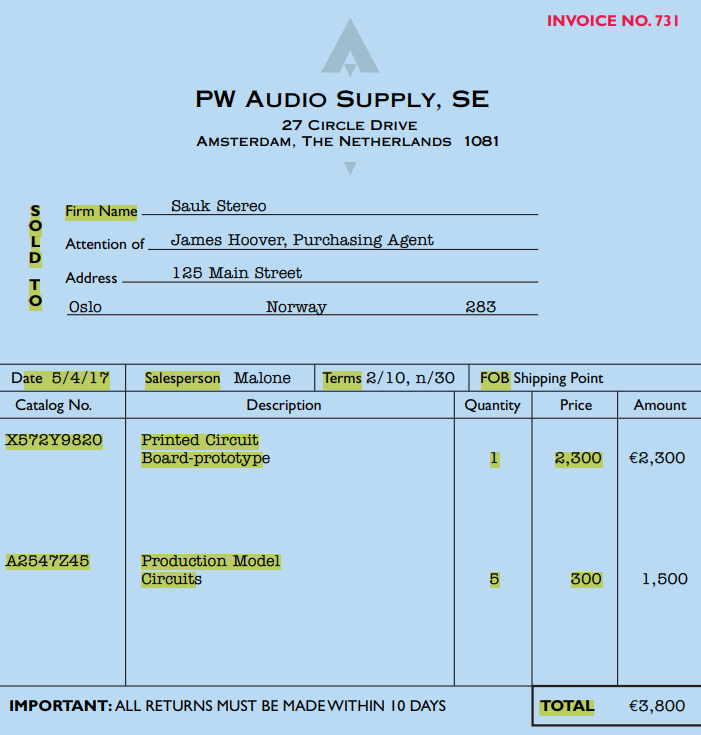 INVOICE NO. 731
PW AUDIO SUPPLY, SE
27 CIRCLE DRIVE
AMSTERDAM, THE NETHERLANDS 1081
SOLD TO
Firm Name Sauk Stereo
Attention of James Hoover, Purchasing Agent
Address 125 Main Street
Oslo Norway 283
Date 5/4/17 Salesperson Malone Terms 2/10, n/30 FOB Shipping Point
Catalog No. Description Quantity Price Amount
X572Y9820 Printed Circuit
Board-prototype 1 2,300 €2,300
A2547Z45 Production Model
Circuits 5 300 1,500
IMPORTANT: ALL RETURNS MUST BE MADE WITHIN 10 DAYS TOTAL €3,800